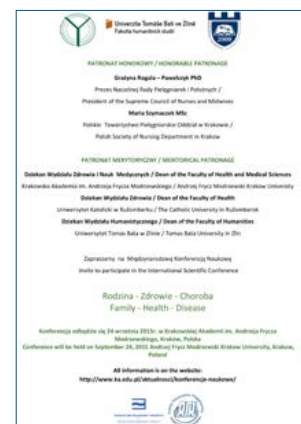 Univerzita Tomáše Bati ve Zlíně
Fakulta humanitních studií
2009
PATRONAT HONOROWY / HONORABLE PATRONAGE
Grażyna Rogala – Pawelczyk PhD
Prezes Naczelnej Rady Pielęgniarek i Położnych /
President of the Supreme Council of Nurses and Midwives
Maria Szymaczek MSc
Polskie Towarzystwo Pielęgniarskie Oddział w Krakowie /
Polish Society of Nursing Department in Krakow
PATRONAT MERYTORYCZNY / MERITORICAL PATRONAGE
Dziekan Wydziału Zdrowia i Nauk Medycznych / Dean of the Faculty of Health and Medical Sciences
Krakowska Akademia im. Andrzeja Frycza Modrzewskiego / Andrzej Frycz Modrzewski Krakow University
Dziekan Wydziału Zdrowia / Dean of the Faculty of Health
Uniwersytet Katolicki w Rużomberku / The Catholic University in Rużomberok
Dziekan Wydziału Humanistycznego / Dean of the Faculty of Humanities
Uniwersytet Tomas Bata w Zlinie / Tomas Bata University in Zlin
Zapraszamy na Międzynarodową Konferencję Naukową
Invite to participate in the International Scientific Conference
Rodzina - Zdrowie - Choroba
Family - Health - Disease
Konferencja odbędzie się 24 września 2015r. w Krakowskiej Akademii im. Andrzeja Frycza
Modrzewskiego, Kraków, Polska
Conference will be held on September 24, 2015 Andrzej Frycz Modrzewski Krakow University, Krakow,
Poland
All information is on the website:
http://www.ka.edu.pl/aktualnosci/konferencje-naukowe/